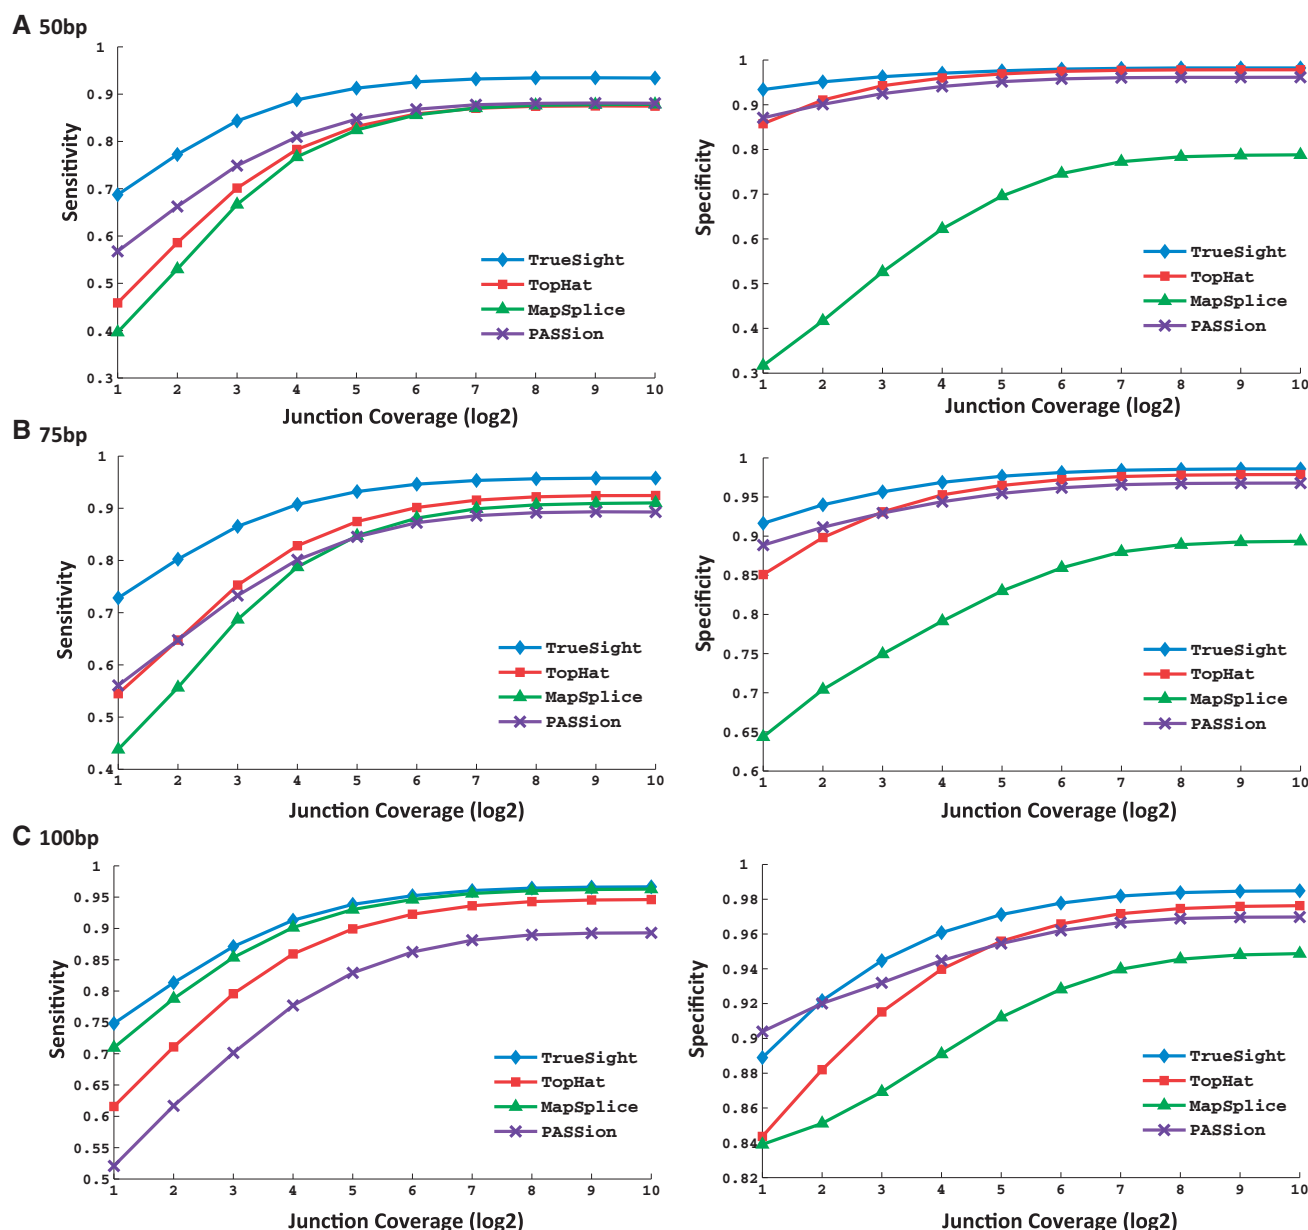 A 50bp
1
0.9
0.8
0.7
0.6
0.5
0.4
0.3
Sensitivity
1 2 3 4 5 6 7 8 9 10
Junction Coverage (log2)
TrueSight
TopHat
MapSplice
PASSion
1
0.9
0.8
0.7
0.6
0.5
0.4
0.3
Specificity
1 2 3 4 5 6 7 8 9 10
Junction Coverage (log2)
TrueSight
TopHat
MapSplice
PASSion
B 75bp
1
0.9
0.8
0.7
0.6
0.5
0.4
Sensitivity
1 2 3 4 5 6 7 8 9 10
Junction Coverage (log2)
TrueSight
TopHat
MapSplice
PASSion
1
0.95
0.9
0.85
0.8
0.75
0.7
0.65
0.6
Specificity
1 2 3 4 5 6 7 8 9 10
Junction Coverage (log2)
TrueSight
TopHat
MapSplice
PASSion
C 100bp
1
0.95
0.9
0.85
0.8
0.75
0.7
0.65
0.6
0.55
0.5
Sensitivity
1 2 3 4 5 6 7 8 9 10
Junction Coverage (log2)
TrueSight
TopHat
MapSplice
PASSion
1
0.98
0.96
0.94
0.92
0.9
0.88
0.86
0.84
0.82
Specificity
1 2 3 4 5 6 7 8 9 10
Junction Coverage (log2)
TrueSight
TopHat
MapSplice
PASSion